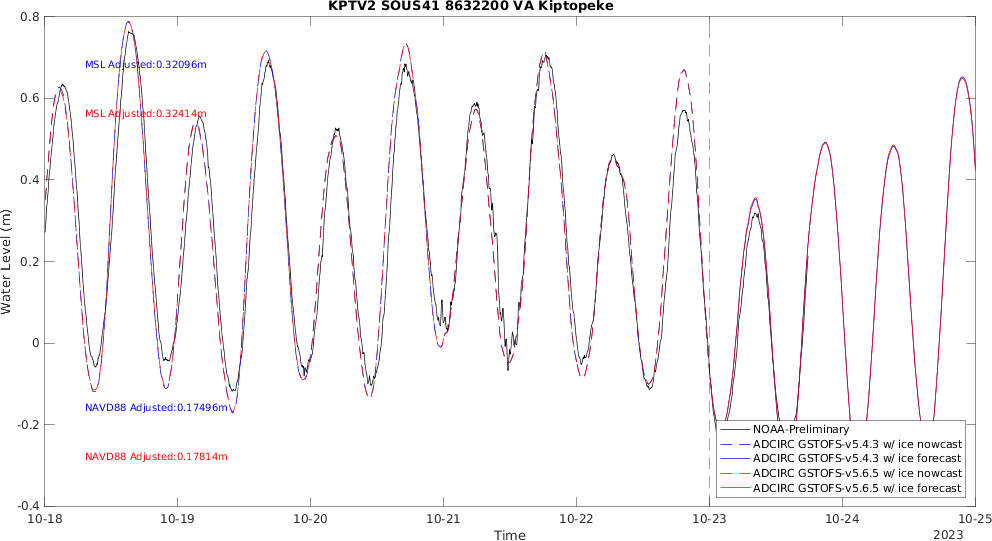 KPTV2 SOUS41 8632200 VA Kiptopeke
0.8
0.6
0.4
0.2
0
-0.2
-0.4
Water Level (m)
MSL Adjusted:0.32096m
MSL Adjusted:0.32414m
NAVD88 Adjusted:0.17496m
NAVD88 Adjusted:0.17814m
NOAA-Preliminary
ADCIRC GSTOFS-v5.4.3 w/ ice nowcast
ADCIRC GSTOFS-v5.4.3 w/ ice forecast
ADCIRC GSTOFS-v5.6.5 w/ ice nowcast
ADCIRC GSTOFS-v5.6.5 w/ ice forecast
10-18 10-19 10-20 10-21 10-22 10-23 10-24 10-25
Time
2023